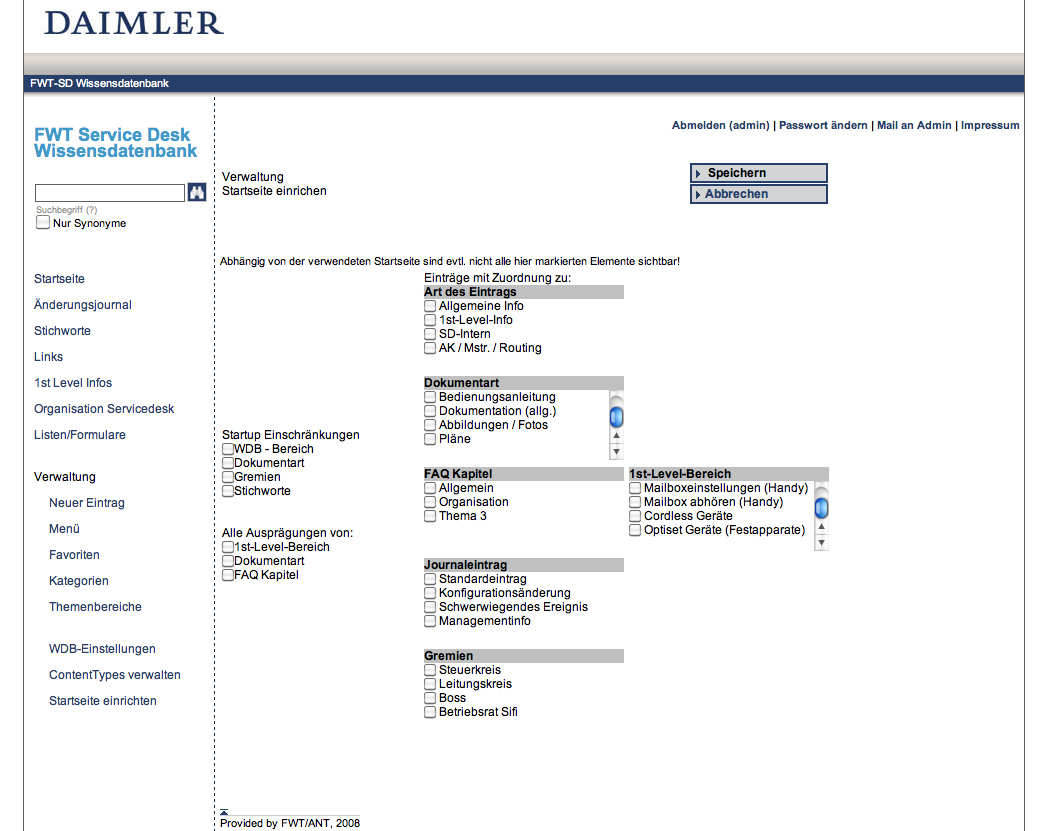 DAIMLER
FWT-SD Wissensdatenbank
Abmelden (admin) | Passwort ändern | Mail an Admin | Impressum
FWT Service Desk
Wissensdatenbank
Suchbegriff (?)
Nur Synonyme
Startseite
Änderungsjournal
Stichworte
Links
1st Level Infos
Organisation Servicedesk
Listen/Formulare
Verwaltung
Neuer Eintrag
Menü
Favoriten
Kategorien
Themenbereiche
WDB-Einstellungen
ContentTypes verwalten
Startseite einrichten
Verwaltung
Startseite einrichen
Speichern
Abbrechen
Abhängig von der verwendeten Startseite sind evtl. nicht alle hier markierten Elemente sichtbar!
Startup Einschränkungen
WDB - Bereich
Dokumentart
Gremien
Stichworte
Alle Ausprägungen von:
1st-Level-Bereich
Dokumentart
FAQ Kapitel
Einträge mit Zuordnung zu:
Art des Eintrags
Allgemeine Info
1st-Level-Info
SD-Intern
AK / Mstr. / Routing
Dokumentart
Bedienungsanleitung
Dokumentation (allg.)
Abbildungen / Fotos
Pläne
FAQ Kapitel
Allgemein
Organisation
Thema 3
1st-Level-Bereich
Mailboxeinstellungen (Handy)
Mailbox abhören (Handy)
Cordless Geräte
Optiset Geräte (Festapparate)
Journaleintrag
Standardeintrag
Konfigurationsänderung
Schwerwiegendes Ereignis
Managementinfo
Gremien
Steuerkreis
Leitungskreis
Boss
Betriebsrat Sifi
Provided by FWT/ANT, 2008